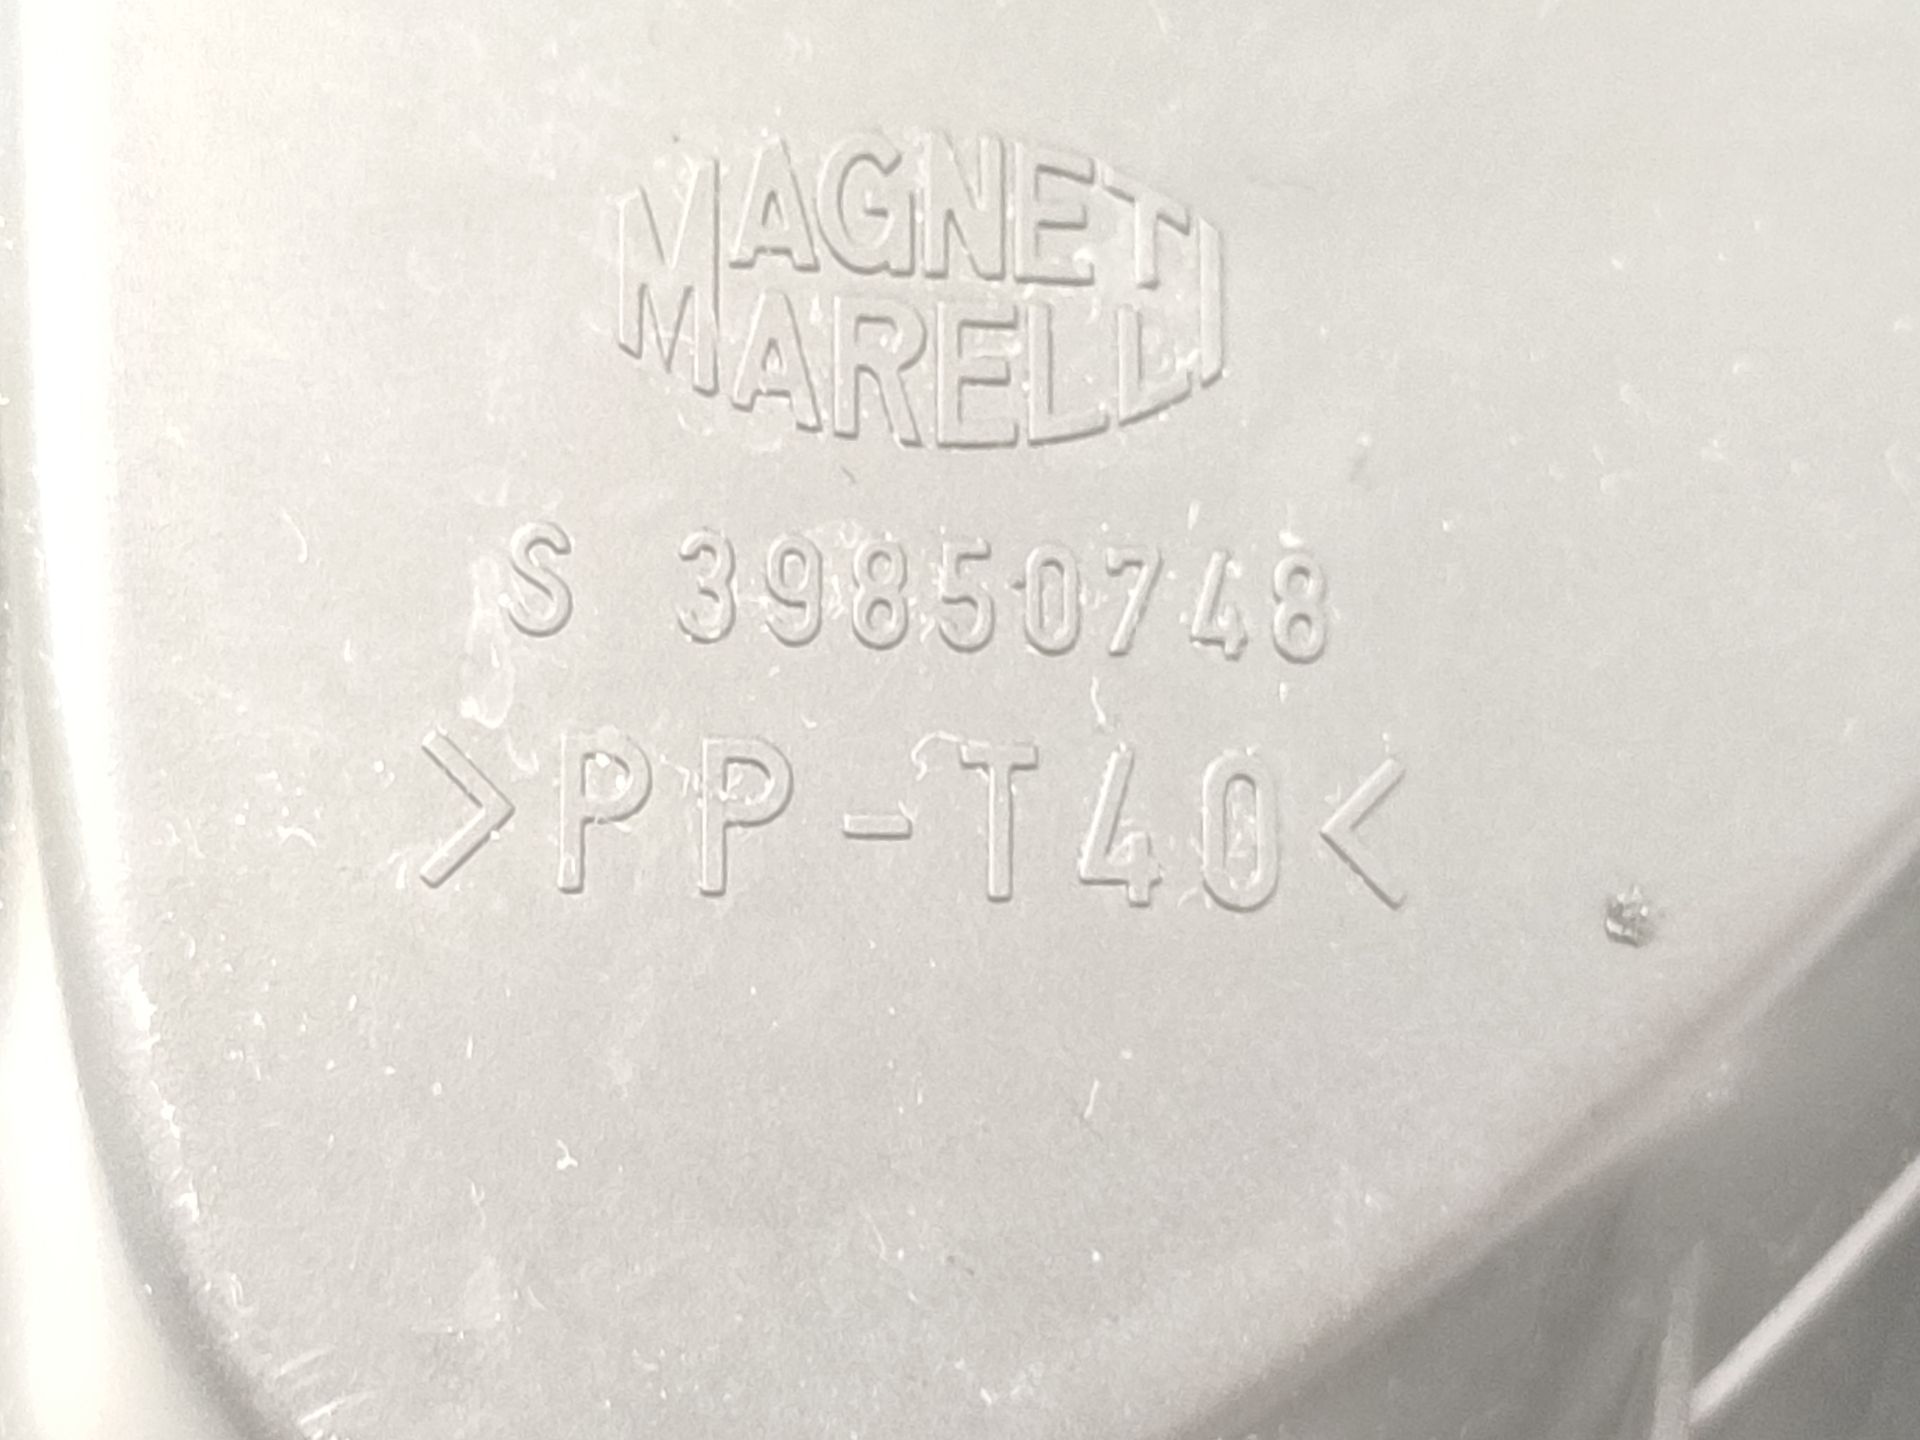 MAGNETI
MARELLI
S 39850748
>PP-T40<